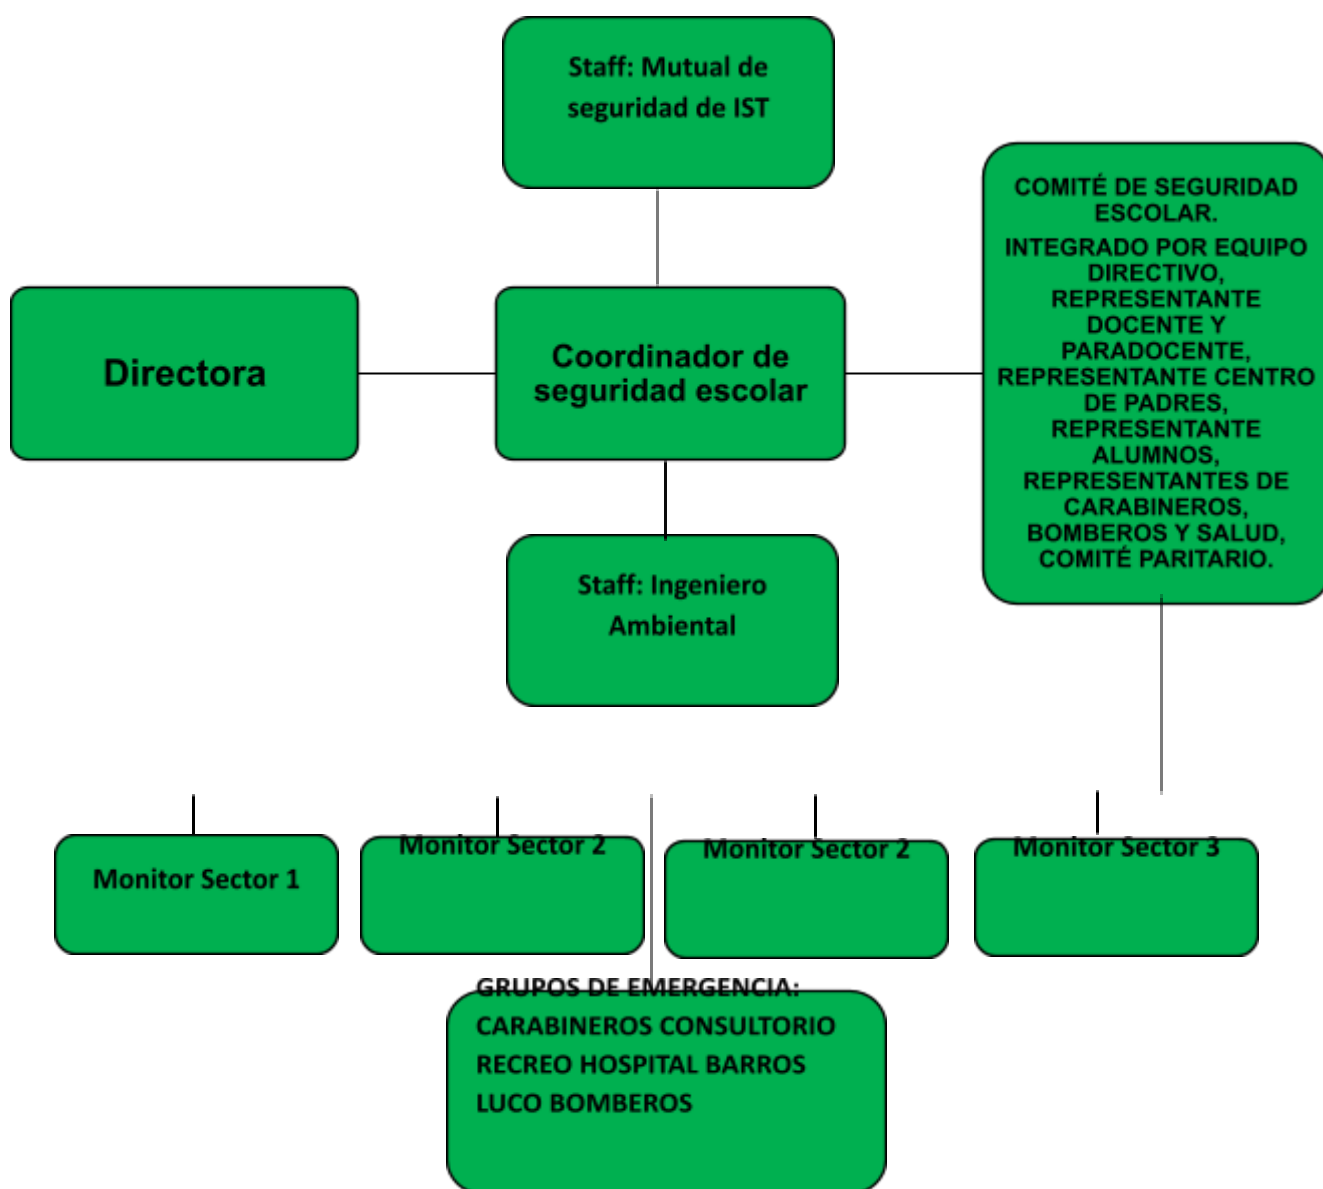 Staff: Mutual de
seguridad de IST
Directora
Coordinador de
seguridad escolar
COMITÉ DE SEGURIDAD
ESCOLAR.
INTEGRADO POR EQUIPO
DIRECTIVO,
REPRESENTANTE
DOCENTE Y
PARADOCENTE,
REPRESENTANTE CENTRO
DE PADRES,
REPRESENTANTE
ALUMNOS,
REPRESENTANTES DE
CARABINEROS,
BOMBEROS Y SALUD,
COMITÉ PARITARIO.
Staff: Ingeniero
Ambiental
Monitor Sector 1
Monitor Sector 2
Monitor Sector 2
Monitor Sector 3
GRUPOS DE EMERGENCIA:
CARABINEROS CONSULTORIO
RECREO HOSPITAL BARROS
LUCO BOMBEROS